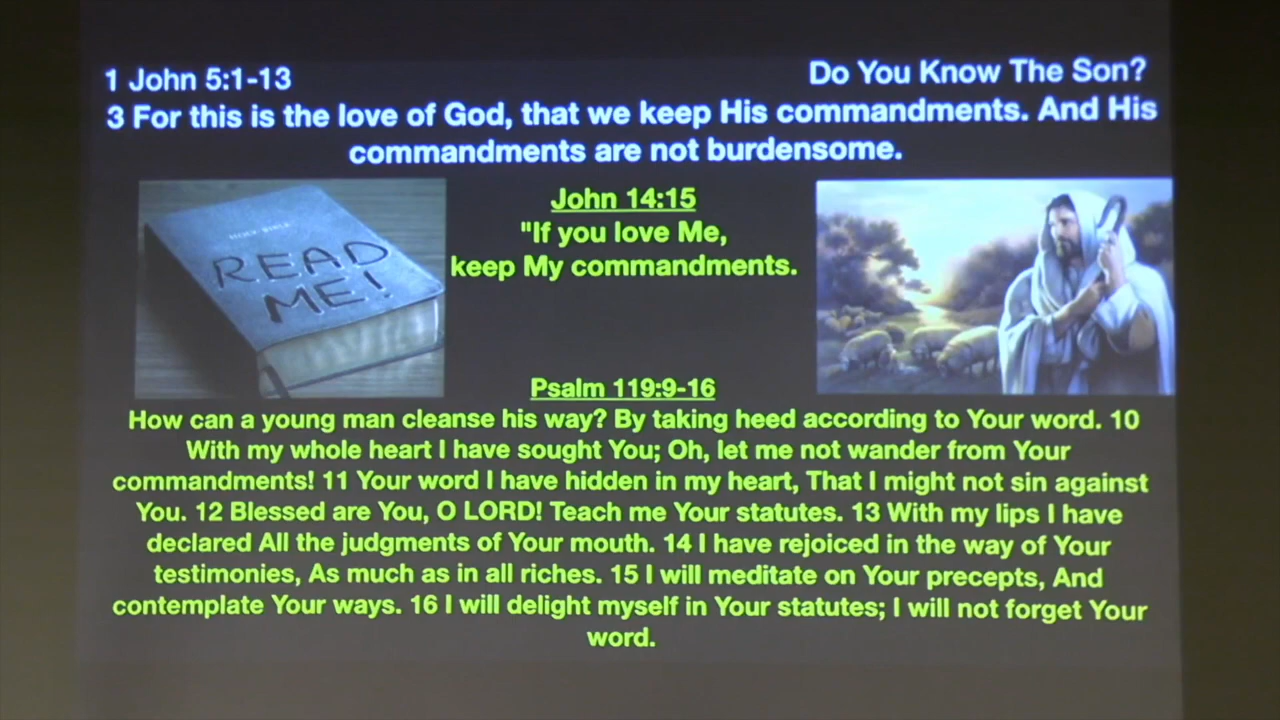 1 John 5:1-13
Do You Know The Son?
3 For this is the love of God, that we keep His commandments. And His
commandments are not burdensome.
HOLY BIBLE
READ
ME!
John 14:15
"If you love Me,
keep My commandments.
Psalm 119:9-16
How can a young man cleanse his way? By taking heed according to Your word. 10
With my whole heart I have sought You; Oh, let me not wander from Your
commandments! 11 Your word I have hidden in my heart, That I might not sin against
You. 12 Blessed are You, O LORD! Teach me Your statutes. 13 With my lips I have
declared All the judgments of Your mouth. 14 I have rejoiced in the way of Your
testimonies, As much as in all riches. 15 I will meditate on Your precepts, And
contemplate Your ways. 16 I will delight myself in Your statutes; I will not forget Your
word.